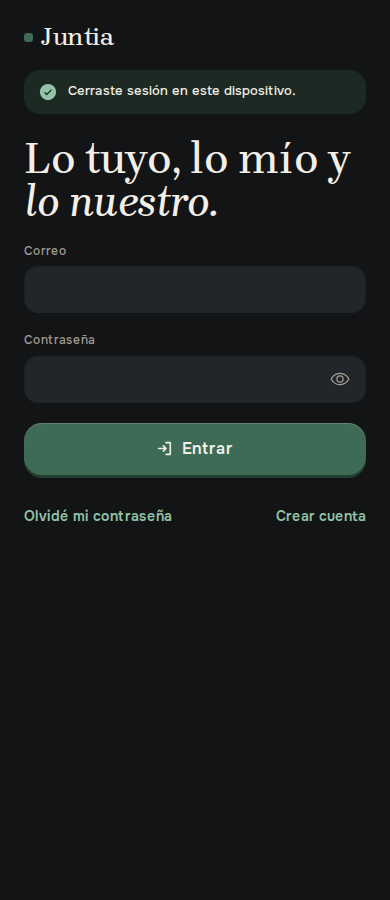 Juntia
Cerraste sesión en este dispositivo.
Lo tuyo, lo mío y
lo nuestro.
Correo
Contraseña
Entrar
Olvidé mi contraseña
Crear cuenta